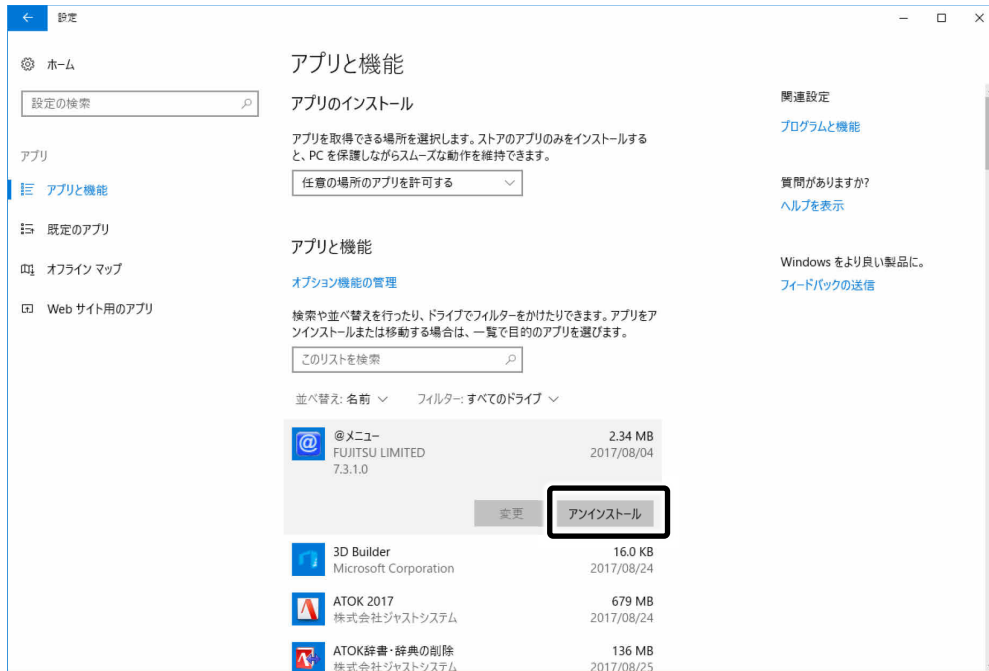 設定
ホーム
設定の検索
アプリ
アプリと機能
既定のアプリ
オフライン マップ
Web サイト用のアプリ
アプリと機能
アプリのインストール
アプリを取得できる場所を選択します。ストアのアプリのみをインストールする
と、PC を保護しながらスムーズな動作を維持できます。
任意の場所のアプリを許可する
アプリと機能
オプション機能の管理
検索や並べ替えを行ったり、ドライブでフィルターをかけたりできます。アプリをア
ンインストールまたは移動する場合は、一覧で目的のアプリを選びます。
このリストを検索
並べ替え: 名前 フィルター: すべてのドライブ
@メニュー 2.34 MB
FUJITSU LIMITED 2017/08/04
7.3.1.0
変更 アンインストール
3D Builder 16.0 KB
Microsoft Corporation 2017/08/24
ATOK 2017 679 MB
株式会社ジャストシステム 2017/08/24
ATOK辞書・辞典の削除 136 MB
株式会社ジャストシステム 2017/08/25
関連設定
プログラムと機能
質問がありますか?
ヘルプを表示
Windows をより良い製品に。
フィードバックの送信